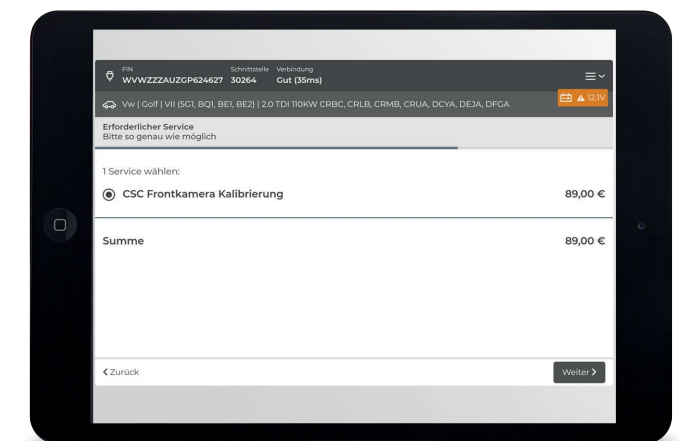 FIN Schnittstelle Verbindung
WVWZZZAUZGP624627 30264 Gut (35ms)
Vw | Golf | VII (5G1, BQ1, BE1, BE2) | 2.0 TDI 110KW CRBC, CRLB, CRMB, CRUA, DCYA, DEJA, DFGA
12.1V
Erforderlicher Service
Bitte so genau wie möglich
1 Service wählen:
CSC Frontkamera Kalibrierung 89,00 €
Summe 89,00 €
Zurück
Weiter